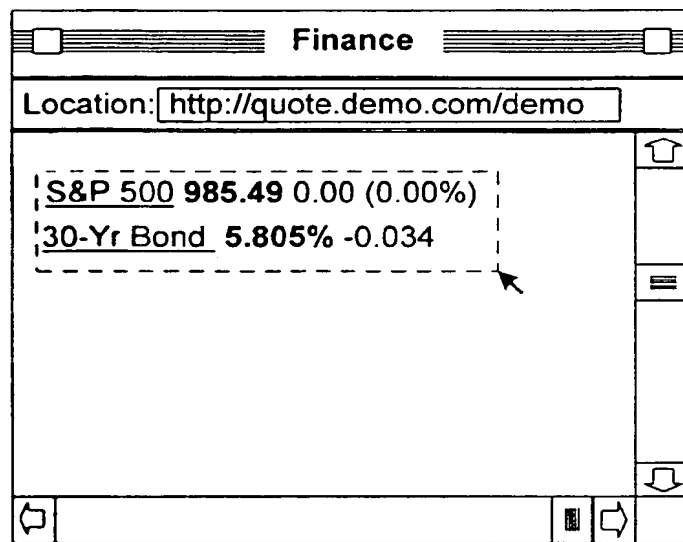 Finance
Location: http://quote.demo.com/demo
S&P 500 985.49 0.00 (0.00%)
30-Yr Bond 5.805% -0.034